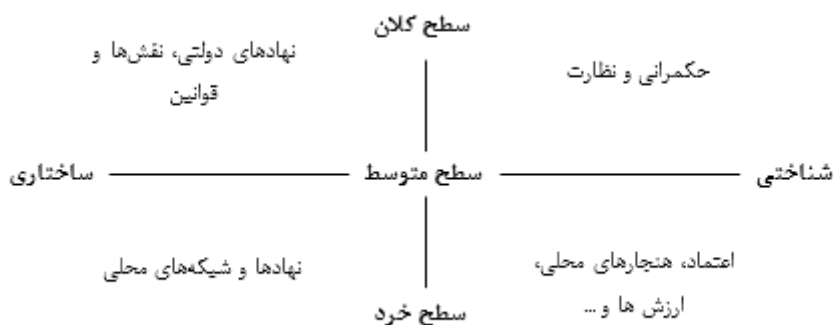 سطح کلان
نهادهای دولتی، نقش‌ها و
قوانین
حکمرانی و نظارت
شناختی
سطح متوسط
ساختاری
نهادها و شیکه‌های محلی
اعتماد، هنجارهای محلی،
ارزش ها و ...
سطح خرد